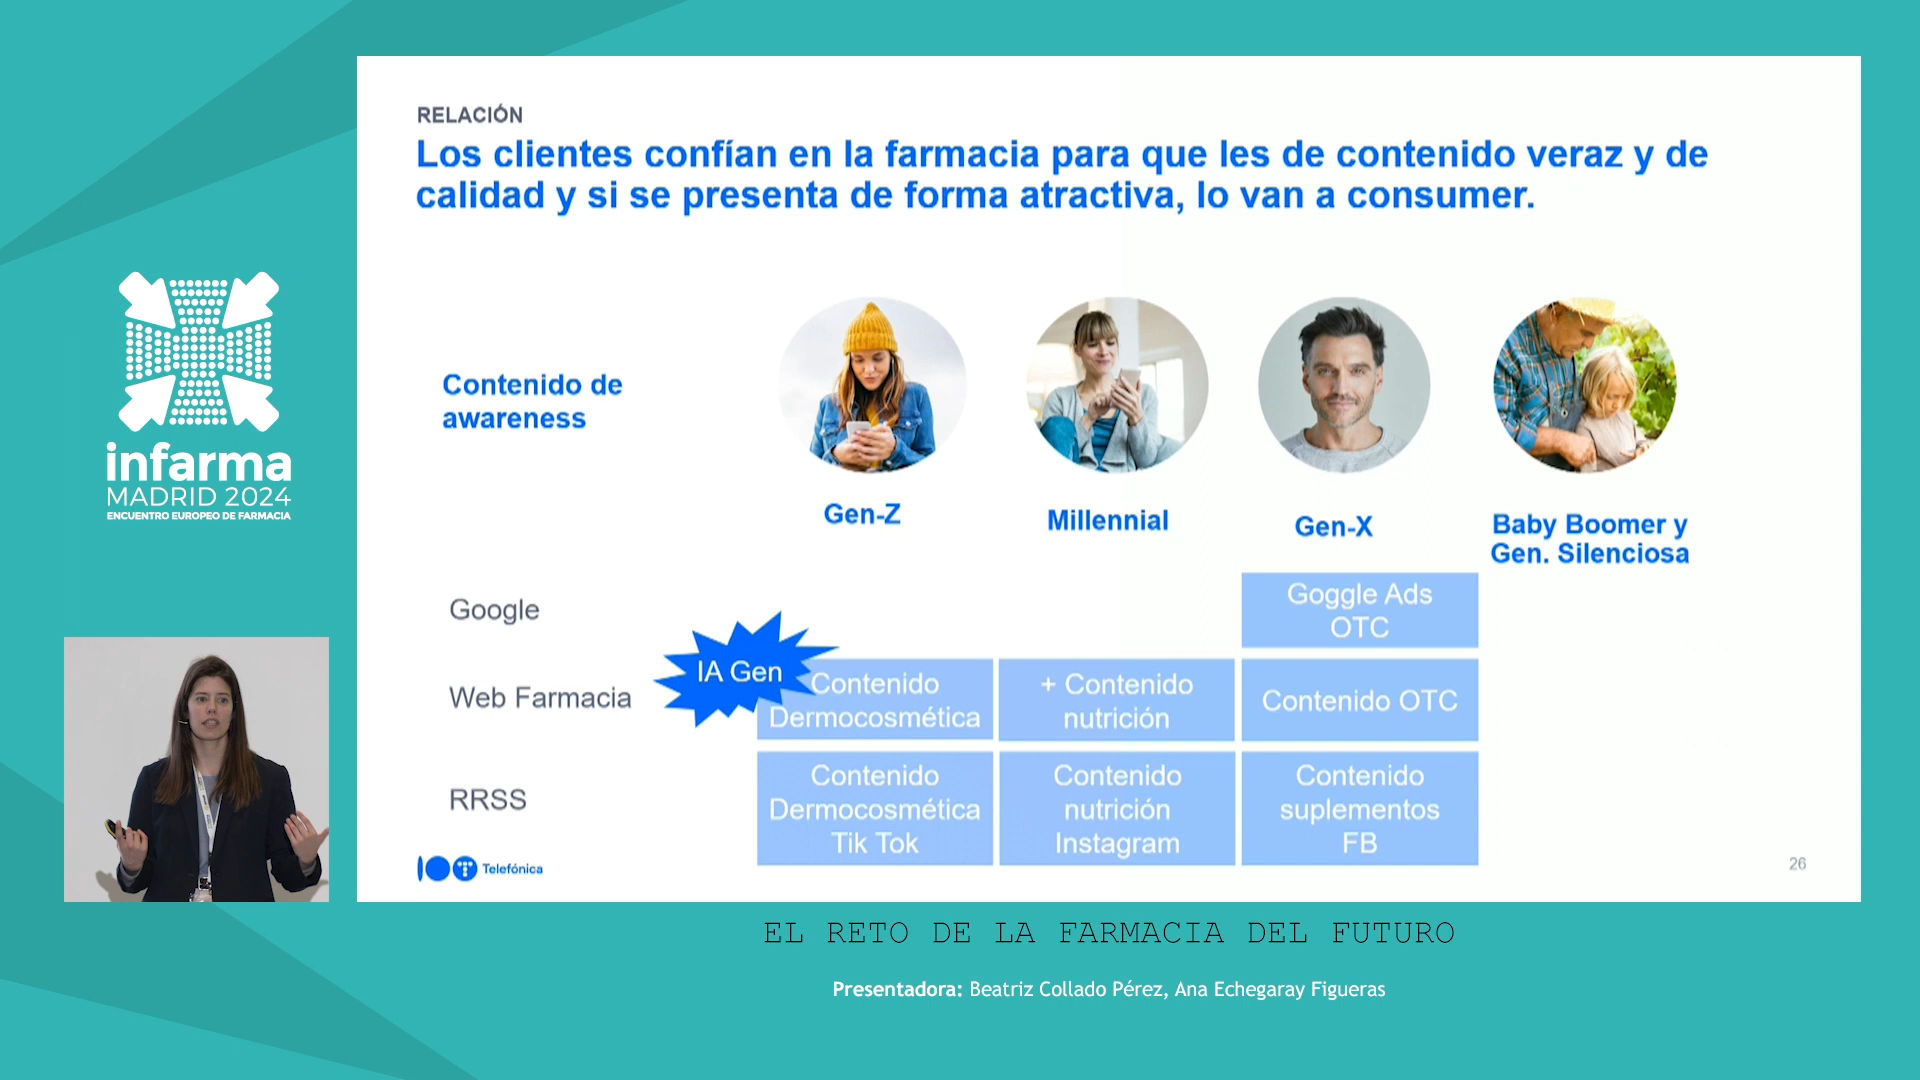 RELACIÓN
Los clientes confían en la farmacia para que les de contenido veraz y de
calidad y si se presenta de forma atractiva, lo van a consumer.
infarma
MADRID 2024
ENCUENTRO EUROPEO DE FARMACIA
Contenido de
awareness
Gen-Z
Millennial
Gen-X
Baby Boomer y
Gen. Silenciosa
Google
Goggle Ads
OTC
Web Farmacia
IA Gen
Contenido
Dermocosmética
+ Contenido
nutrición
Contenido OTC
RRSS
Contenido
Dermocosmética
Tik Tok
Contenido
nutrición
Instagram
Contenido
suplementos
FB
IOT Telefónica
26
EL RETO DE LA FARMACIA DEL FUTURO
Presentadora: Beatriz Collado Pérez, Ana Echegaray Figueras